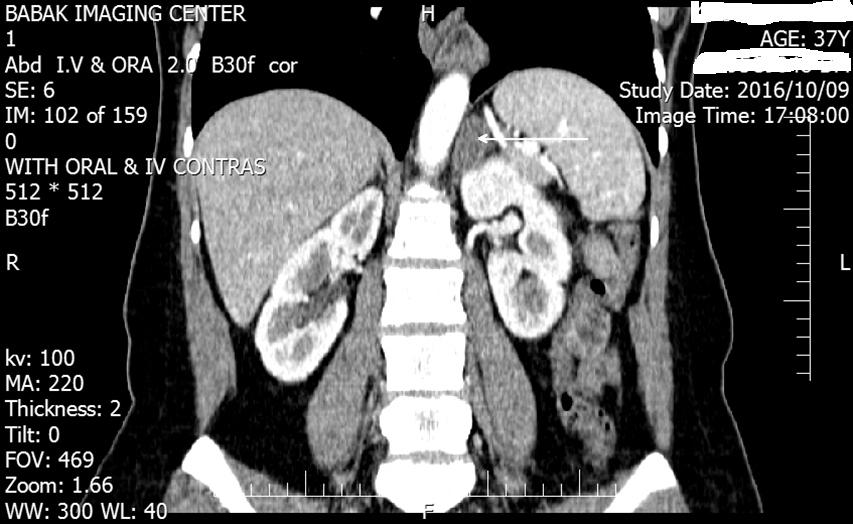 BABAK IMAGING CENTER
1
Abd I.V & ORA 2.0 B30f cor
SE: 6
IM: 102 of 159
0
WITH ORAL & IV CONTRAS
512 * 512
B30f
R
kv: 100
MA: 220
Thickness: 2
Tilt: 0
FOV: 469
Zoom: 1.66
WW: 300 WL: 40
H
AGE: 37Y
Study Date: 2016/10/09
Image Time: 17:08:00
L
F